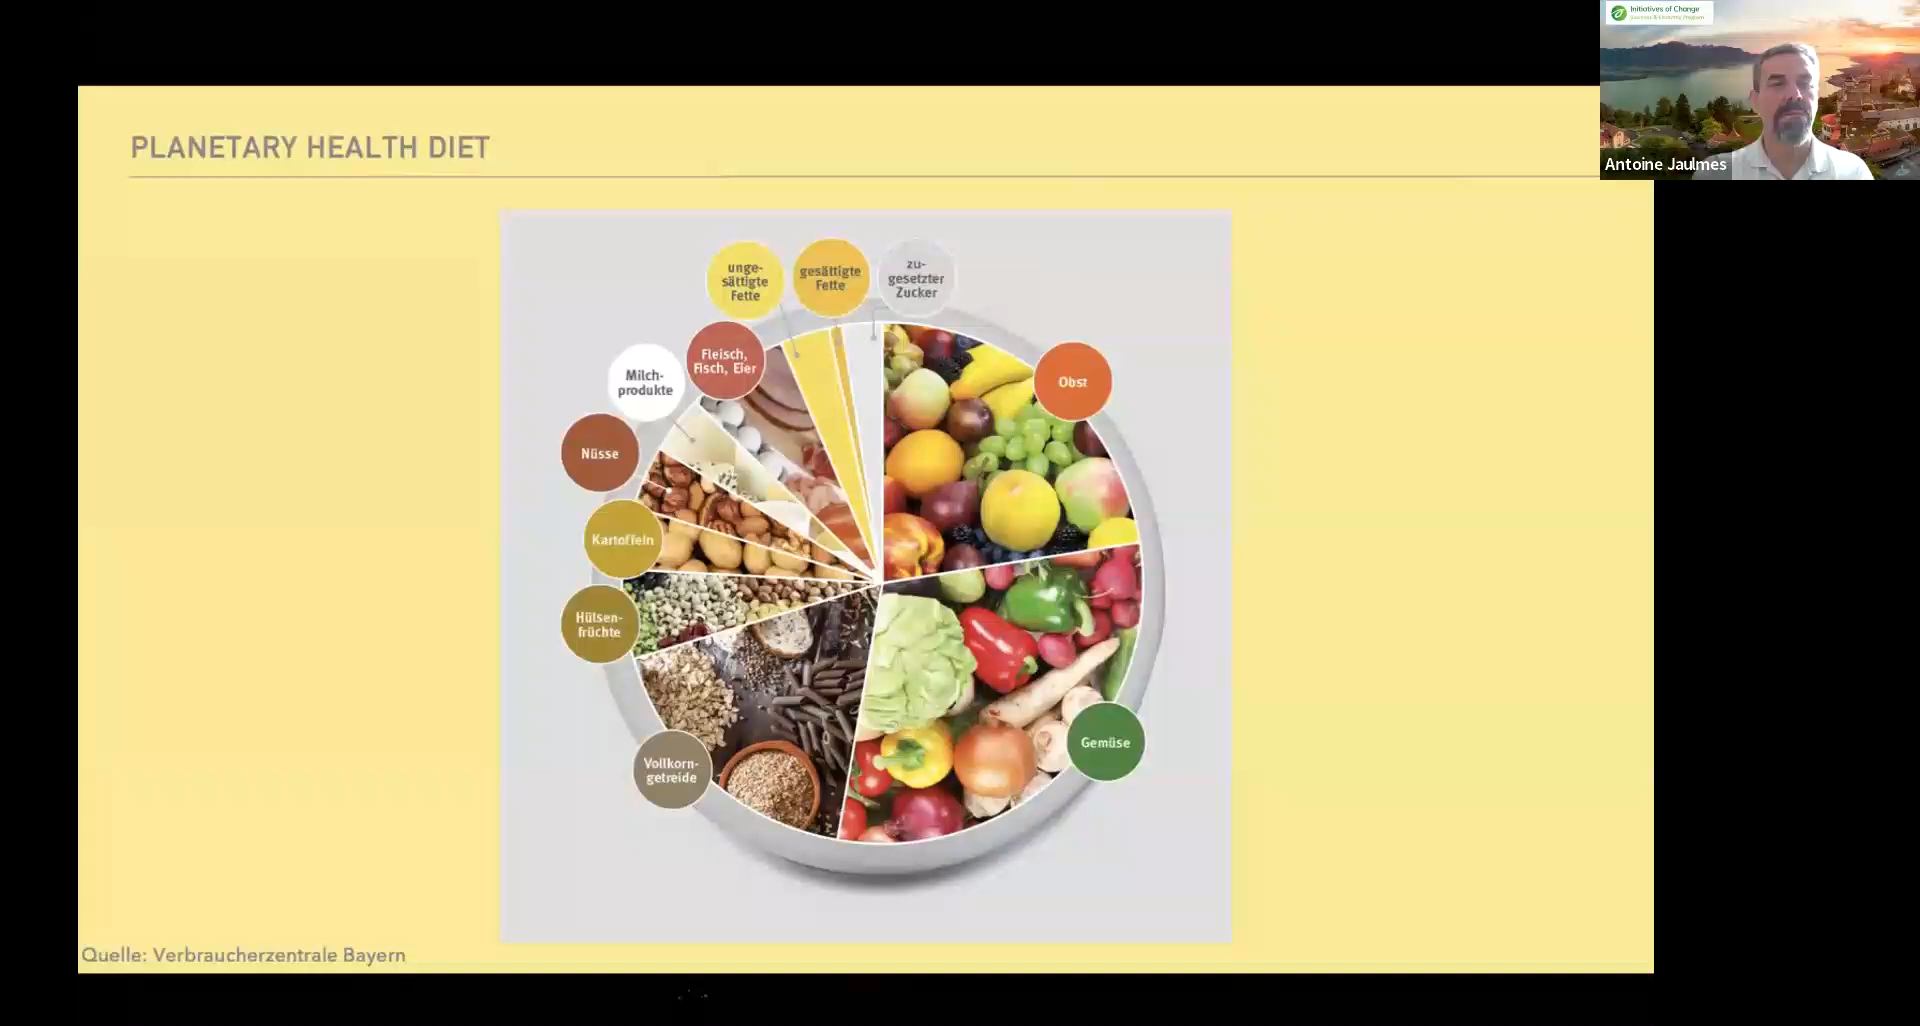 Initiatives of Change
Antoine Jaulmes
PLANETARY HEALTH DIET
unge-
sättigte
Fette
gesättigte
Fette
zu-
gesetzter
Zucker
Fleisch,
Fisch, Eier
Milch-
produkte
Obst
Nüsse
Kartoffeln
Hülsen-
früchte
Gemüse
Vollkorn-
getreide
Quelle: Verbraucherzentrale Bayern